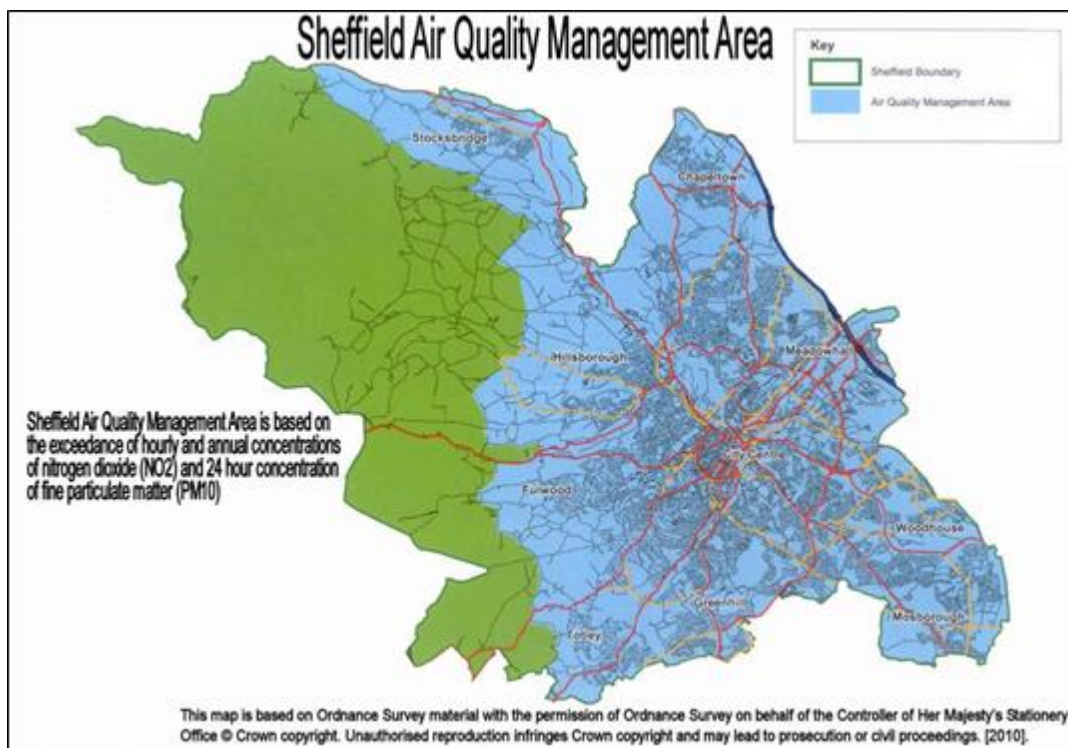 Sheffield Air Quality Management Area
Key
Sheffield Boundary
Air Quality Management Area
Stocksbridge
Chapeltown
Hillsborough
Meadowhall
Sheffield Air Quality Management Area is based on
the exceedance of hourly and annual concentrations
of nitrogen dioxide (NO2) and 24 hour concentration
of fine particulate matter (PM10)
City Centre
Fulwood
Woodhouse
Greenhill
Mosborough
Totley
This map is based on Ordnance Survey material with the permission of Ordnance Survey on behalf of the Controller of Her Majesty's Stationery
Office © Crown copyright. Unauthorised reproduction infringes Crown copyright and may lead to prosecution or civil proceedings. [2010].